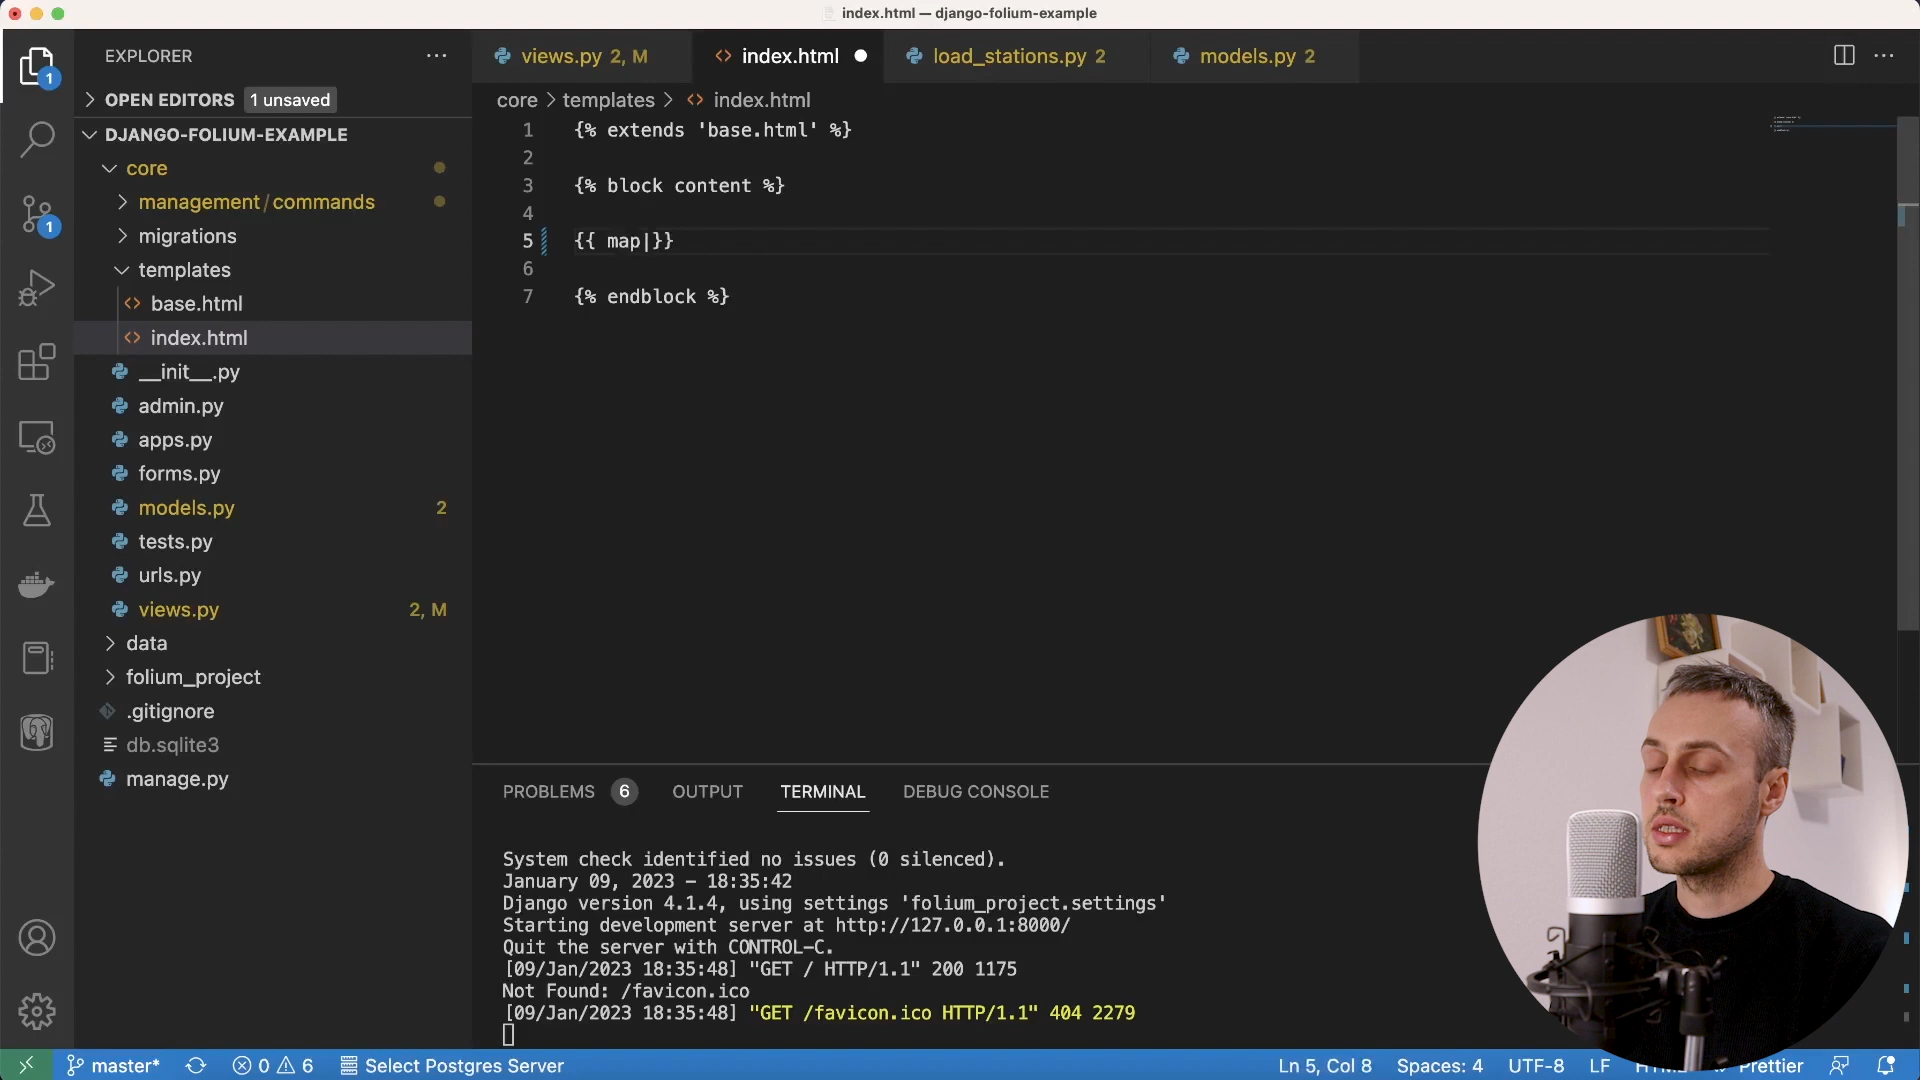 index.html — django-folium-example
EXPLORER
OPEN EDITORS 1 unsaved
DJANGO-FOLIUM-EXAMPLE
core
management/commands
migrations
templates
base.html
index.html
__init__.py
admin.py
apps.py
forms.py
models.py 2
tests.py
urls.py
views.py 2, M
data
folium_project
.gitignore
db.sqlite3
manage.py
1
1
views.py 2, M
index.html
load_stations.py 2
models.py 2
core > templates > index.html
1 {% extends 'base.html' %}
2
3 {% block content %}
4
5 {{ map|}}
6
7 {% endblock %}
PROBLEMS 6 OUTPUT TERMINAL DEBUG CONSOLE
System check identified no issues (0 silenced).
January 09, 2023 - 18:35:42
Django version 4.1.4, using settings 'folium_project.settings'
Starting development server at http://127.0.0.1:8000/
Quit the server with CONTROL-C.
[09/Jan/2023 18:35:48] "GET / HTTP/1.1" 200 1175
Not Found: /favicon.ico
[09/Jan/2023 18:35:48] "GET /favicon.ico HTTP/1.1" 404 2279
master* 0 6 Select Postgres Server Ln 5, Col 8 Spaces: 4 UTF-8 LF HTML Prettier